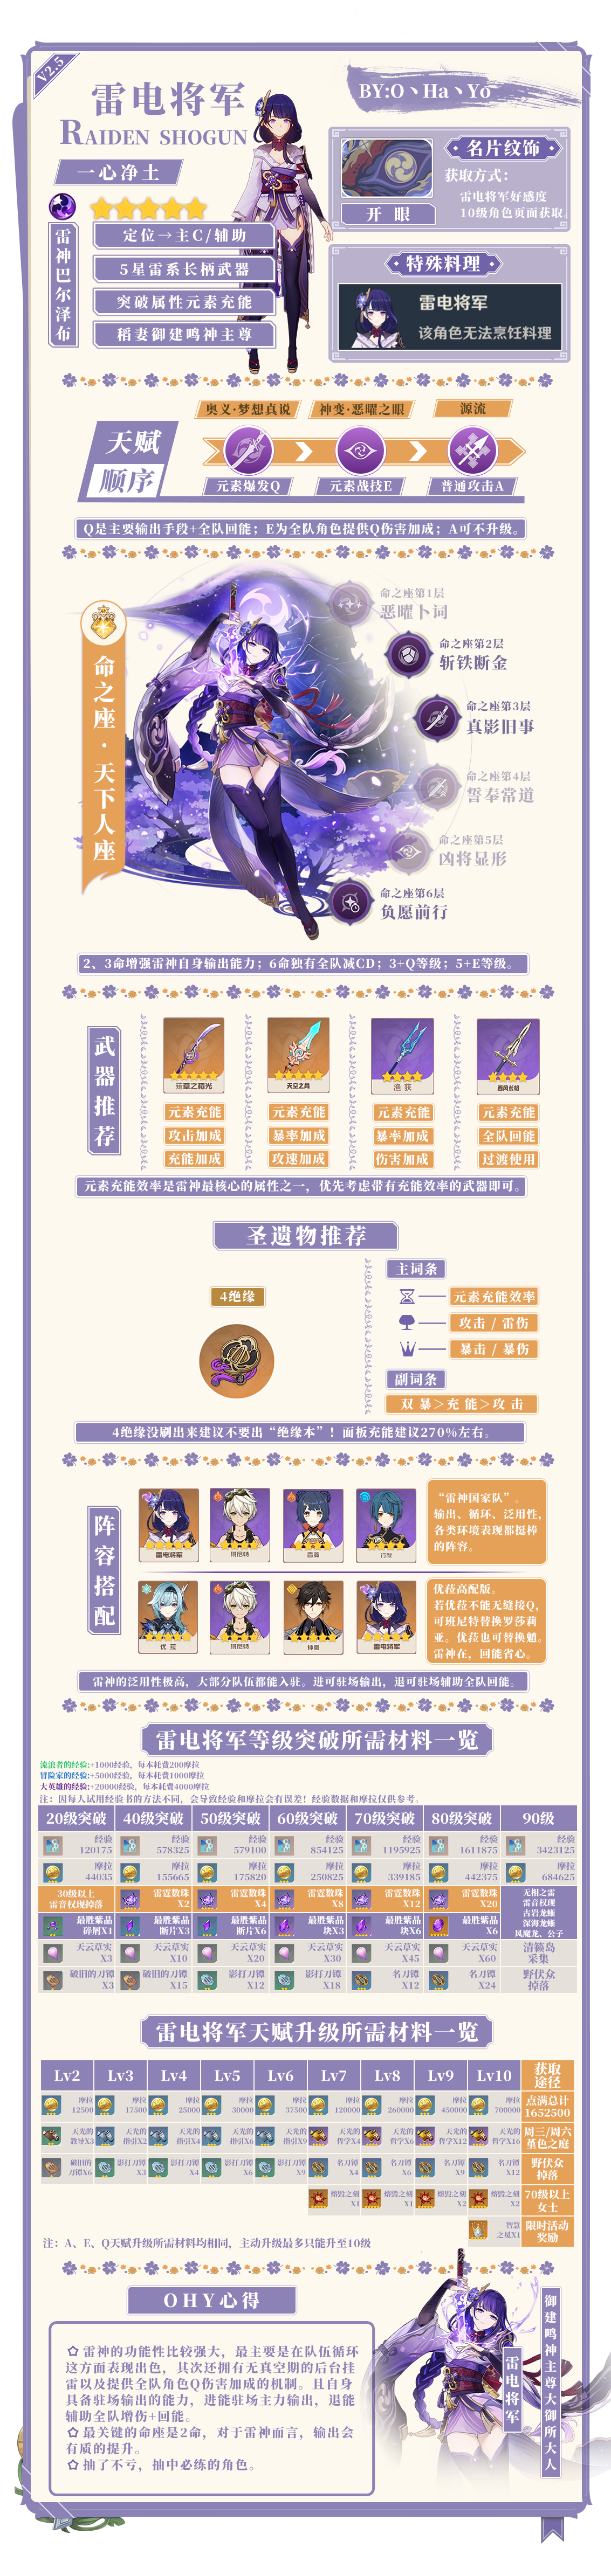 V2.5
雷电将军
RAIDEN SHOGUN
BY:O丶Ha丶Yo
一心净土
雷神巴尔泽布
定位→主C/辅助
5星雷系长柄武器
突破属性元素充能
稻妻御建鸣神主尊
名片纹饰
获取方式:
雷电将军好感度
10级角色页面获取。
开 眼
特殊料理
雷电将军
该角色无法烹饪料理
天赋
顺序
奥义·梦想真说
神变·恶曜之眼
源流
元素爆发Q
元素战技E
普通攻击A
Q是主要输出手段+全队回能；E为全队角色提供Q伤害加成；A可不升级。
命之座·天下人座
命之座第1层
恶曜卜词
命之座第2层
斩铁断金
命之座第3层
真影旧事
命之座第4层
誓奉常道
命之座第5层
凶将显形
命之座第6层
负愿前行
2、3命增强雷神自身输出能力；6命独有全队减CD；3+Q等级；5+E等级。
武器推荐
薙草之稻光
元素充能
攻击加成
充能加成
天空之脊
元素充能
暴率加成
攻速加成
渔获
元素充能
暴率加成
伤害加成
西风长枪
元素充能
全队回能
过渡使用
元素充能效率是雷神最核心的属性之一，优先考虑带有充能效率的武器即可。
圣遗物推荐
4绝缘
主词条
元素充能效率
攻击 / 雷伤
暴击 / 暴伤
副词条
双 暴＞充 能＞攻 击
4绝缘没刷出来建议不要出“绝缘本”！面板充能建议270%左右。
阵容搭配
雷电将军
班尼特
香菱
行秋
“雷神国家队”。
输出、循环、泛用性，
各类环境表现都挺棒
的阵容。
优菈
班尼特
钟离
雷电将军
优菈高配版。
若优菈不能无缝接Q，
可班尼特替换罗莎莉
亚。优菈也可替换魈。
雷神在，回能省心。
雷神的泛用性极高，大部分队伍都能入驻。进可驻场输出，退可驻场辅助全队回能。
雷电将军等级突破所需材料一览
流浪者的经验:+1000经验，每本耗费200摩拉
冒险家的经验:+5000经验，每本耗费1000摩拉
大英雄的经验:+20000经验，每本耗费4000摩拉
注：因每人试用经验书的方法不同，会导致经验和摩拉会有误差！经验数据和摩拉仅供参考。
20级突破 40级突破 50级突破 60级突破 70级突破 80级突破 90级
经验 经验 经验 经验 经验 经验 经验
120175 578325 579100 854125 1195925 1611875 3423125
摩拉 摩拉 摩拉 摩拉 摩拉 摩拉 摩拉
44035 155665 175820 250825 339185 442375 684625
30级以上 雷霆数珠 雷霆数珠 雷霆数珠 雷霆数珠 雷霆数珠 无相之雷
雷音权现掉落 X2 X4 X8 X12 X20 雷音权现
古岩龙蜥
最胜紫晶 最胜紫晶 最胜紫晶 最胜紫晶 最胜紫晶 最胜紫晶 深海龙蜥
碎屑X1 断片X3 断片X6 块X3 块X6 X6 风魔龙、公子
天云草实 天云草实 天云草实 天云草实 天云草实 天云草实 清籁岛
X3 X10 X20 X30 X45 X60 采集
破旧的刀镡 破旧的刀镡 影打刀镡 影打刀镡 名刀镡 名刀镡 野伏众
X3 X15 X12 X18 X12 X24 掉落
雷电将军天赋升级所需材料一览
Lv2 Lv3 Lv4 Lv5 Lv6 Lv7 Lv8 Lv9 Lv10 获取
途径
摩拉 摩拉 摩拉 摩拉 摩拉 摩拉 摩拉 摩拉 摩拉 点满总计
12500 17500 25000 30000 37500 120000 260000 450000 700000 1652500
天光的 天光的 天光的 天光的 天光的 天光的 天光的 天光的 天光的 周三/周六
教导X3 指引X2 指引X4 指引X6 指引X9 哲学X4 哲学X6 哲学X12 哲学X16 堇色之庭
破旧的 影打刀镡 影打刀镡 影打刀镡 影打刀镡 名刀镡 名刀镡 名刀镡 名刀镡 野伏众
刀镡X6 X3 X4 X6 X9 X4 X6 X9 X12 掉落
熔毁之刻 熔毁之刻 熔毁之刻 熔毁之刻 70级以上
X1 X1 X2 X2 女士
智慧 限时活动
之冕X1 奖励
注：A、E、Q天赋升级所需材料均相同，主动升级最多只能升至10级
OHY心得
✿ 雷神的功能性比较强大，最主要是在队伍循环
这方面表现出色，其次还拥有无真空期的后台挂
雷以及提供全队角色Q伤害加成的机制。且自身
具备驻场输出的能力，进能驻场主力输出，退能
辅助全队增伤+回能。
✿ 最关键的命座是2命，对于雷神而言，输出会
有质的提升。
✿ 抽了不亏，抽中必练的角色。
雷电将军
御建鸣神主尊大御所大人